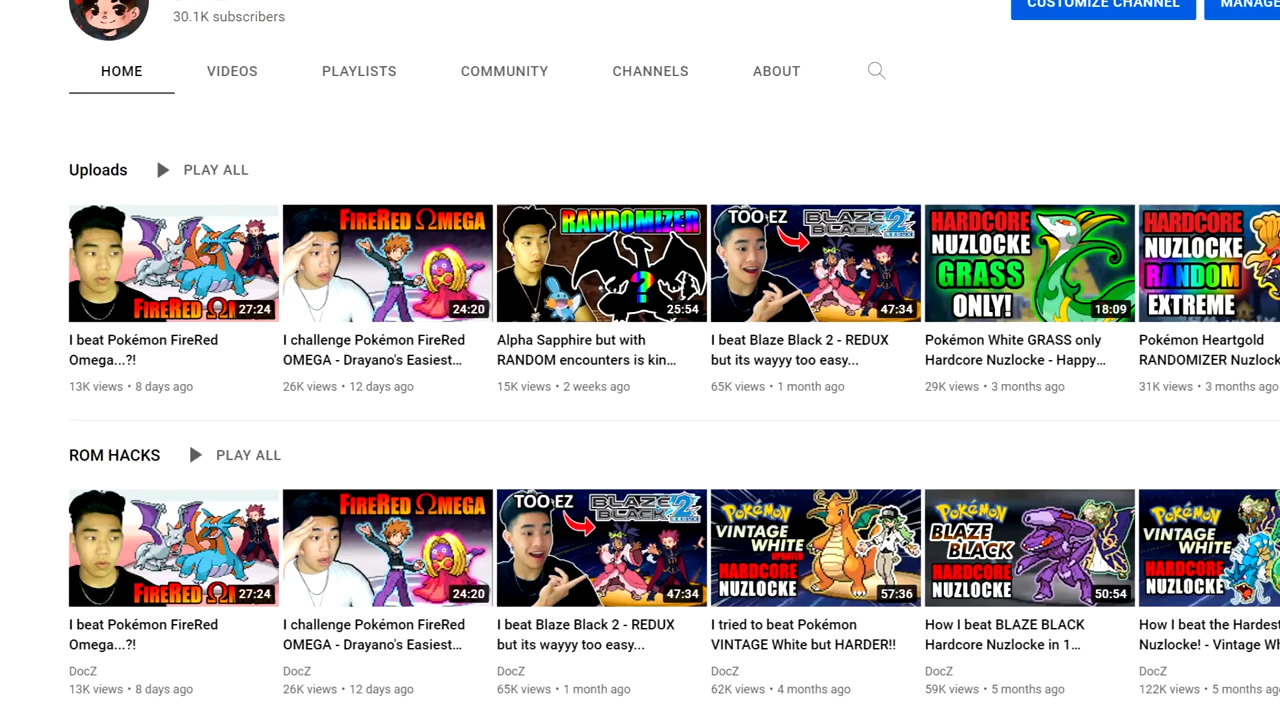 30.1K subscribers
CUSTOMIZE CHANNEL
MANAGE
HOME VIDEOS PLAYLISTS COMMUNITY CHANNELS ABOUT
Uploads PLAY ALL
FIRERED
27:24
FIRERED ΩMEGA
24:20
RANDOMIZER
?
25:54
TOO EZ
BLAZE
BLACK 2
REDUX
47:34
HARDCORE
NUZLOCKE
GRASS
ONLY!
18:09
HARDCORE
NUZLOCKE
RANDOM
EXTREME
I beat Pokémon FireRed
Omega...?!
13K views • 8 days ago
I challenge Pokémon FireRed
OMEGA - Drayano's Easiest...
26K views • 12 days ago
Alpha Sapphire but with
RANDOM encounters is kin...
15K views • 2 weeks ago
I beat Blaze Black 2 - REDUX
but its wayyy too easy...
65K views • 1 month ago
Pokémon White GRASS only
Hardcore Nuzlocke - Happy...
29K views • 3 months ago
Pokémon Heartgold
RANDOMIZER Nuzlock
31K views • 3 months ago
ROM HACKS PLAY ALL
FIRERED
27:24
FIRERED ΩMEGA
24:20
TOO EZ
BLAZE
BLACK 2
REDUX
47:34
POKéMON
VINTAGE
WHITE
UPDATED
HARDCORE
NUZLOCKE
57:36
POKéMON
BLAZE
BLACK
HARDCORE
NUZLOCKE
50:54
POKéMON
VINTAGE
WHITE
HARDCORE
NUZLOCKE
I beat Pokémon FireRed
Omega...?!
DocZ
13K views • 8 days ago
I challenge Pokémon FireRed
OMEGA - Drayano's Easiest...
DocZ
26K views • 12 days ago
I beat Blaze Black 2 - REDUX
but its wayyy too easy...
DocZ
65K views • 1 month ago
I tried to beat Pokémon
VINTAGE White but HARDER!!
DocZ
62K views • 4 months ago
How I beat BLAZE BLACK
Hardcore Nuzlocke in 1...
DocZ
59K views • 5 months ago
How I beat the Hardest
Nuzlocke! - Vintage Wh
DocZ
122K views • 5 months ago